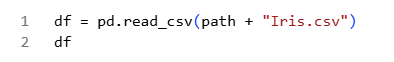 1 df = pd.read_csv(path + "Iris.csv")
2 df